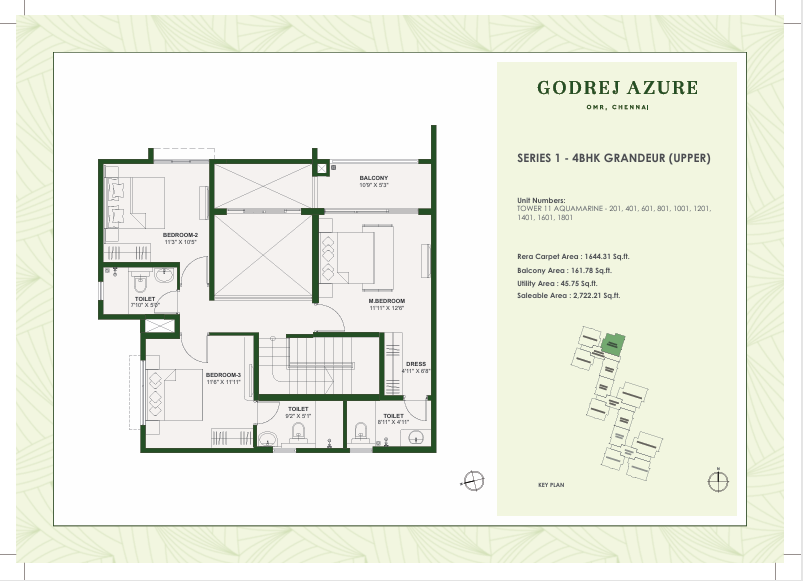 GODREJ AZURE
OMR, CHENNAI
SERIES 1 - 4BHK GRANDEUR (UPPER)
Unit Numbers:
TOWER 11 AQUAMARINE - 201, 401, 601, 801, 1001, 1201,
1401, 1601, 1801
Rera Carpet Area : 1644.31 Sq.ft.
Balcony Area : 161.78 Sq.ft.
Utility Area : 45.75 Sq.ft.
Saleable Area : 2,722.21 Sq.ft.
KEY PLAN
N
BALCONY
10'9" X 5'3"
BEDROOM-2
11'3" X 10'5"
TOILET
7'10" X 5'0"
M.BEDROOM
11'11" X 12'6"
BEDROOM-3
11'6" X 11'11"
DRESS
4'11" X 6'8"
TOILET
9'2" X 5'1"
TOILET
8'11" X 4'11"